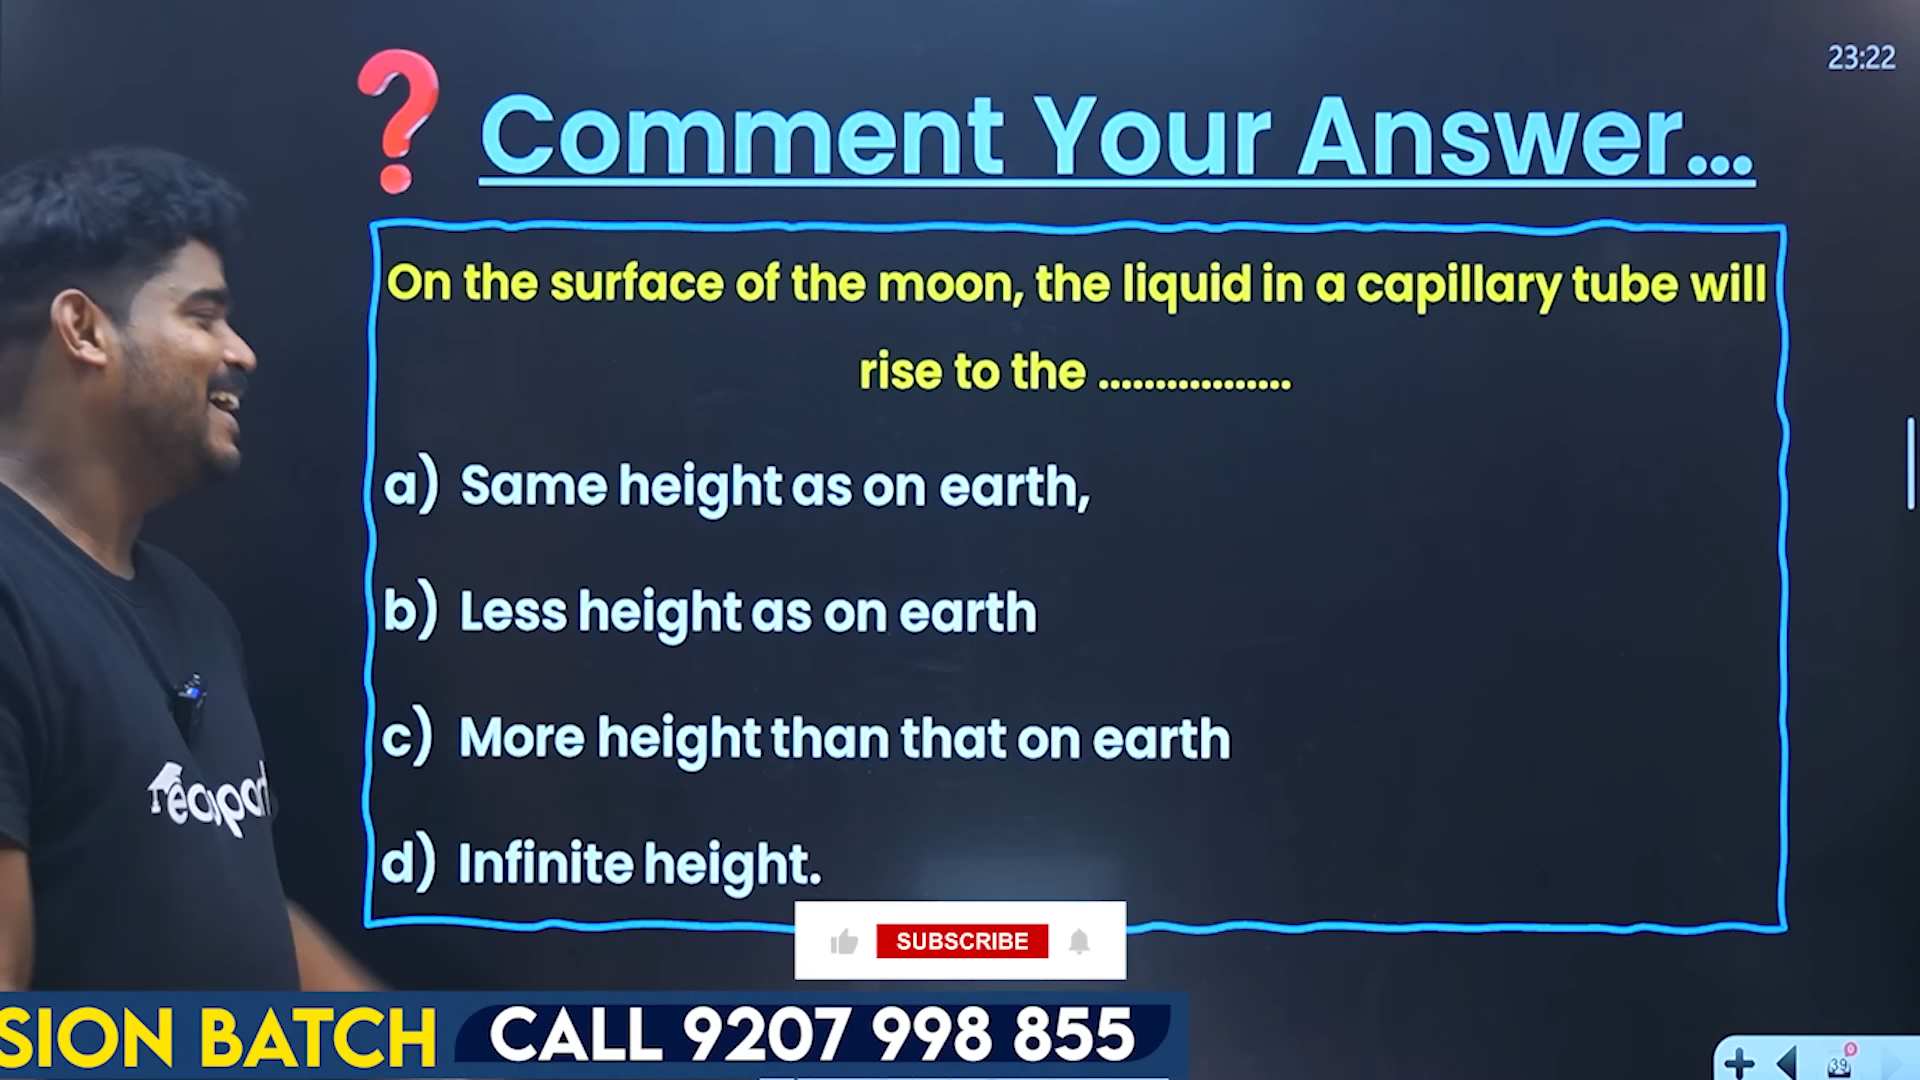 23:22
❓ Comment Your Answer...
On the surface of the moon, the liquid in a capillary tube will
rise to the .................
a) Same height as on earth,
b) Less height as on earth
c) More height than that on earth
d) Infinite height.
SUBSCRIBE
SION BATCH CALL 9207 998 855
39